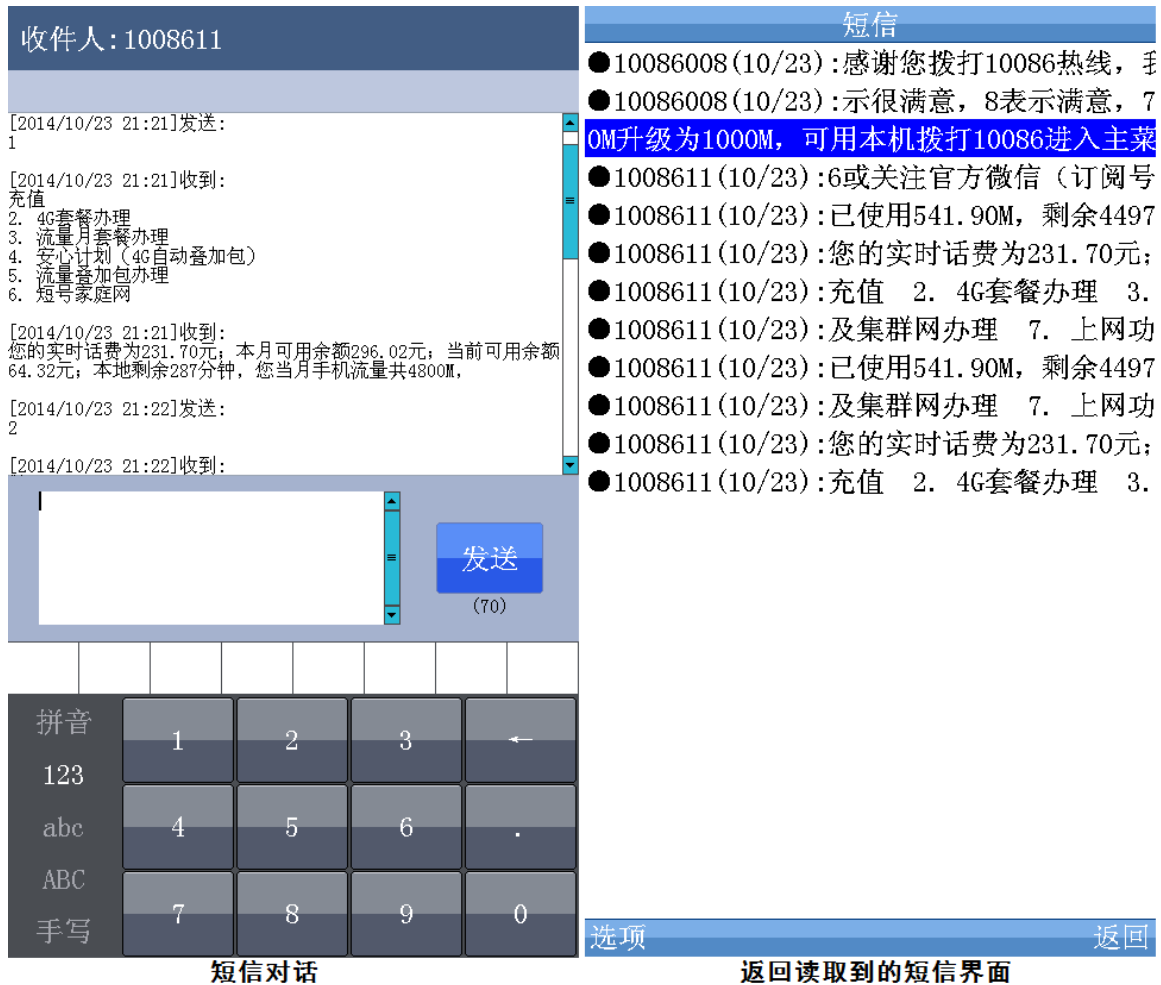 收件人:1008611
[2014/10/23 21:21]发送:
1
[2014/10/23 21:21]收到:
充值
2. 4G套餐办理
3. 流量月套餐办理
4. 安心计划（4G自动叠加包）
5. 流量叠加包办理
6. 短号家庭网
[2014/10/23 21:21]收到:
您的实时话费为231.70元；本月可用余额296.02元；当前可用余额
64.32元；本地剩余287分钟，您当月手机流量共4800M，
[2014/10/23 21:22]发送:
2
[2014/10/23 21:22]收到:
发送
(70)
拼音
123
abc
ABC
手写
1 2 3 ←
4 5 6 .
7 8 9 0
短信对话
短信
●10086008(10/23):感谢您拨打10086热线，
●10086008(10/23):示很满意，8表示满意，7
0M升级为1000M，可用本机拨打10086进入主菜
●1008611(10/23):6或关注官方微信（订阅号
●1008611(10/23):已使用541.90M，剩余4497
●1008611(10/23):您的实时话费为231.70元；
●1008611(10/23):充值 2. 4G套餐办理 3.
●1008611(10/23):及集群网办理 7. 上网功
●1008611(10/23):已使用541.90M，剩余4497
●1008611(10/23):及集群网办理 7. 上网功
●1008611(10/23):您的实时话费为231.70元；
●1008611(10/23):充值 2. 4G套餐办理 3.
选项 返回
返回读取到的短信界面